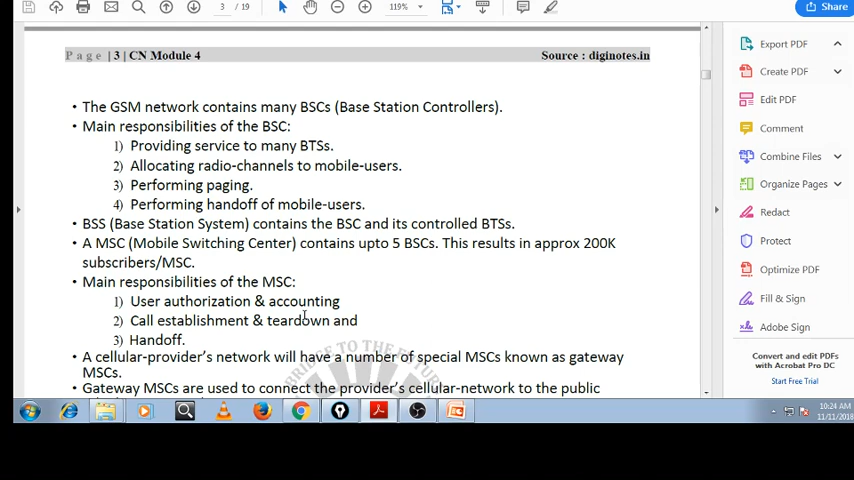 3 / 19
119%
Share
Page | 3 | CN Module 4
Source : diginotes.in
• The GSM network contains many BSCs (Base Station Controllers).
• Main responsibilities of the BSC:
1) Providing service to many BTSs.
2) Allocating radio-channels to mobile-users.
3) Performing paging.
4) Performing handoff of mobile-users.
• BSS (Base Station System) contains the BSC and its controlled BTSs.
• A MSC (Mobile Switching Center) contains upto 5 BSCs. This results in approx 200K
subscribers/MSC.
• Main responsibilities of the MSC:
1) User authorization & accounting
2) Call establishment & teardown and
3) Handoff.
• A cellular-provider's network will have a number of special MSCs known as gateway
MSCs.
• Gateway MSCs are used to connect the provider's cellular-network to the public
BRIDGE TO THE FUTURE
Export PDF
Create PDF
Edit PDF
Comment
Combine Files
Organize Pages
Redact
Protect
Optimize PDF
Fill & Sign
Adobe Sign
Convert and edit PDFs
with Acrobat Pro DC
Start Free Trial
10:24 AM
11/11/2018